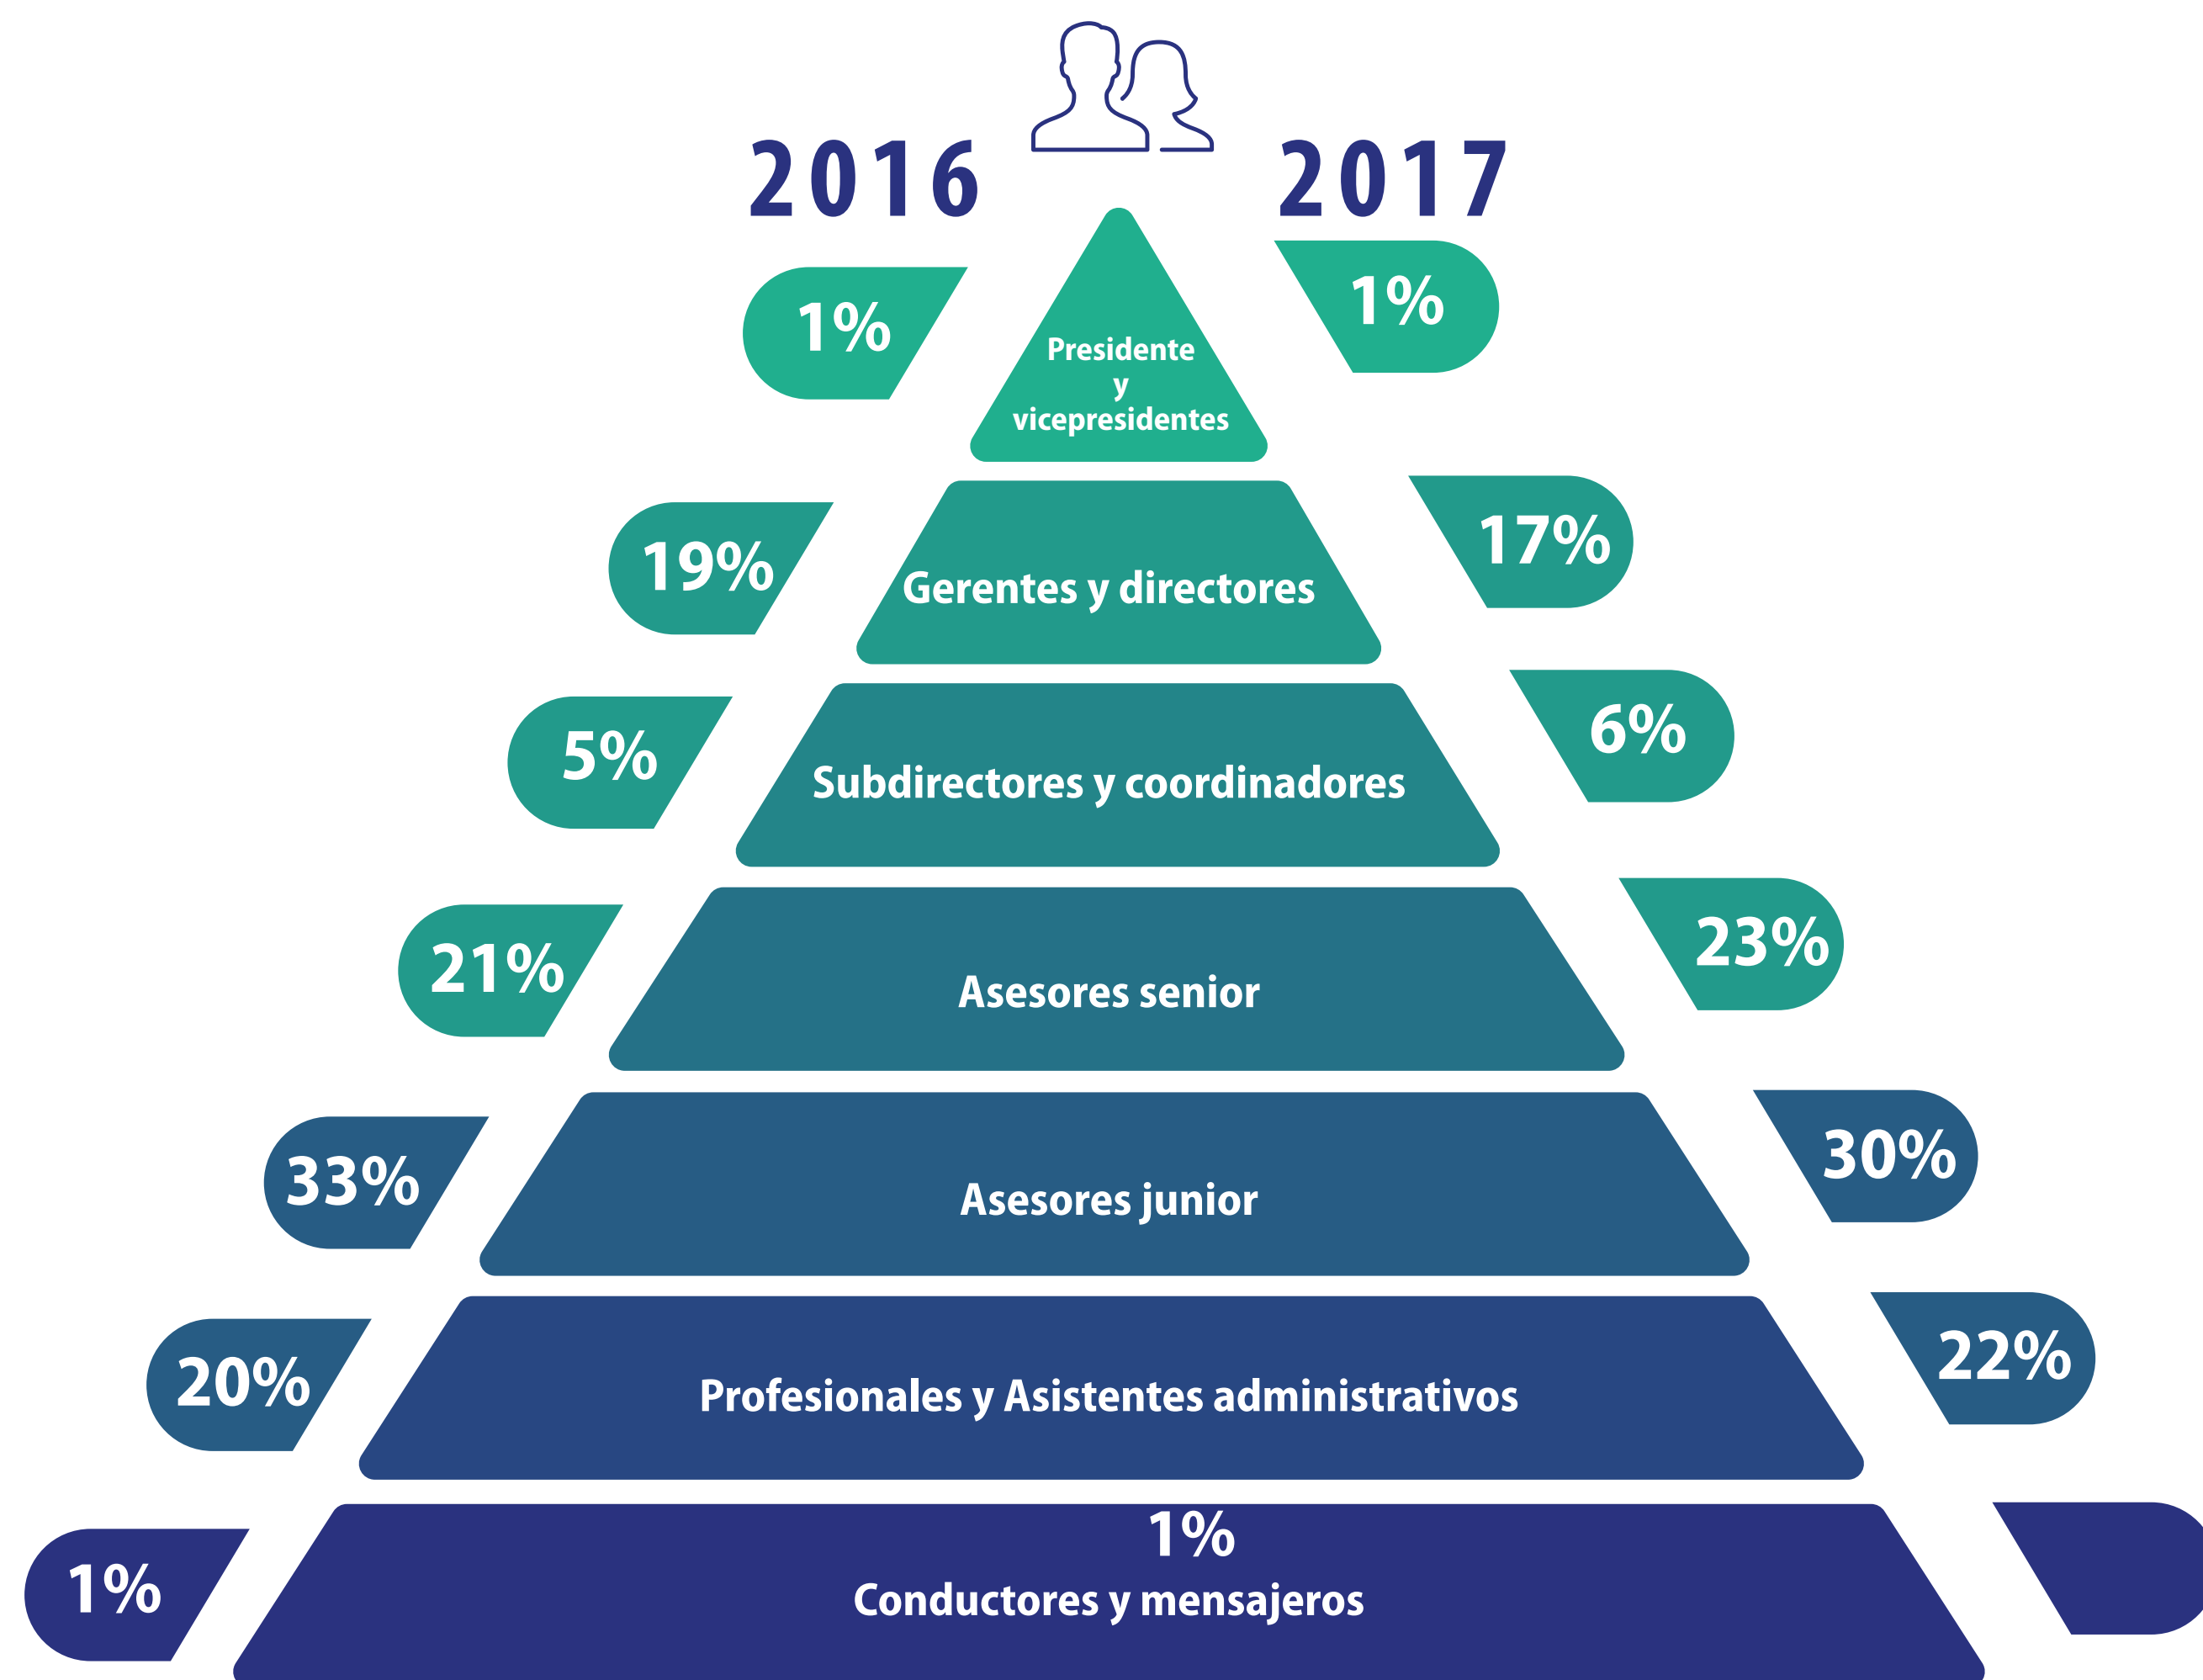 2016
2017
1%
1%
Presidente
y
vicepresidentes
19%
17%
Gerentes y directores
5%
6%
Subdirectores y coordinadores
21%
23%
Asesores senior
33%
30%
Asesores junior
20%
22%
Profesionales y Asistentes administrativos
1%
1%
Conductores y mensajeros